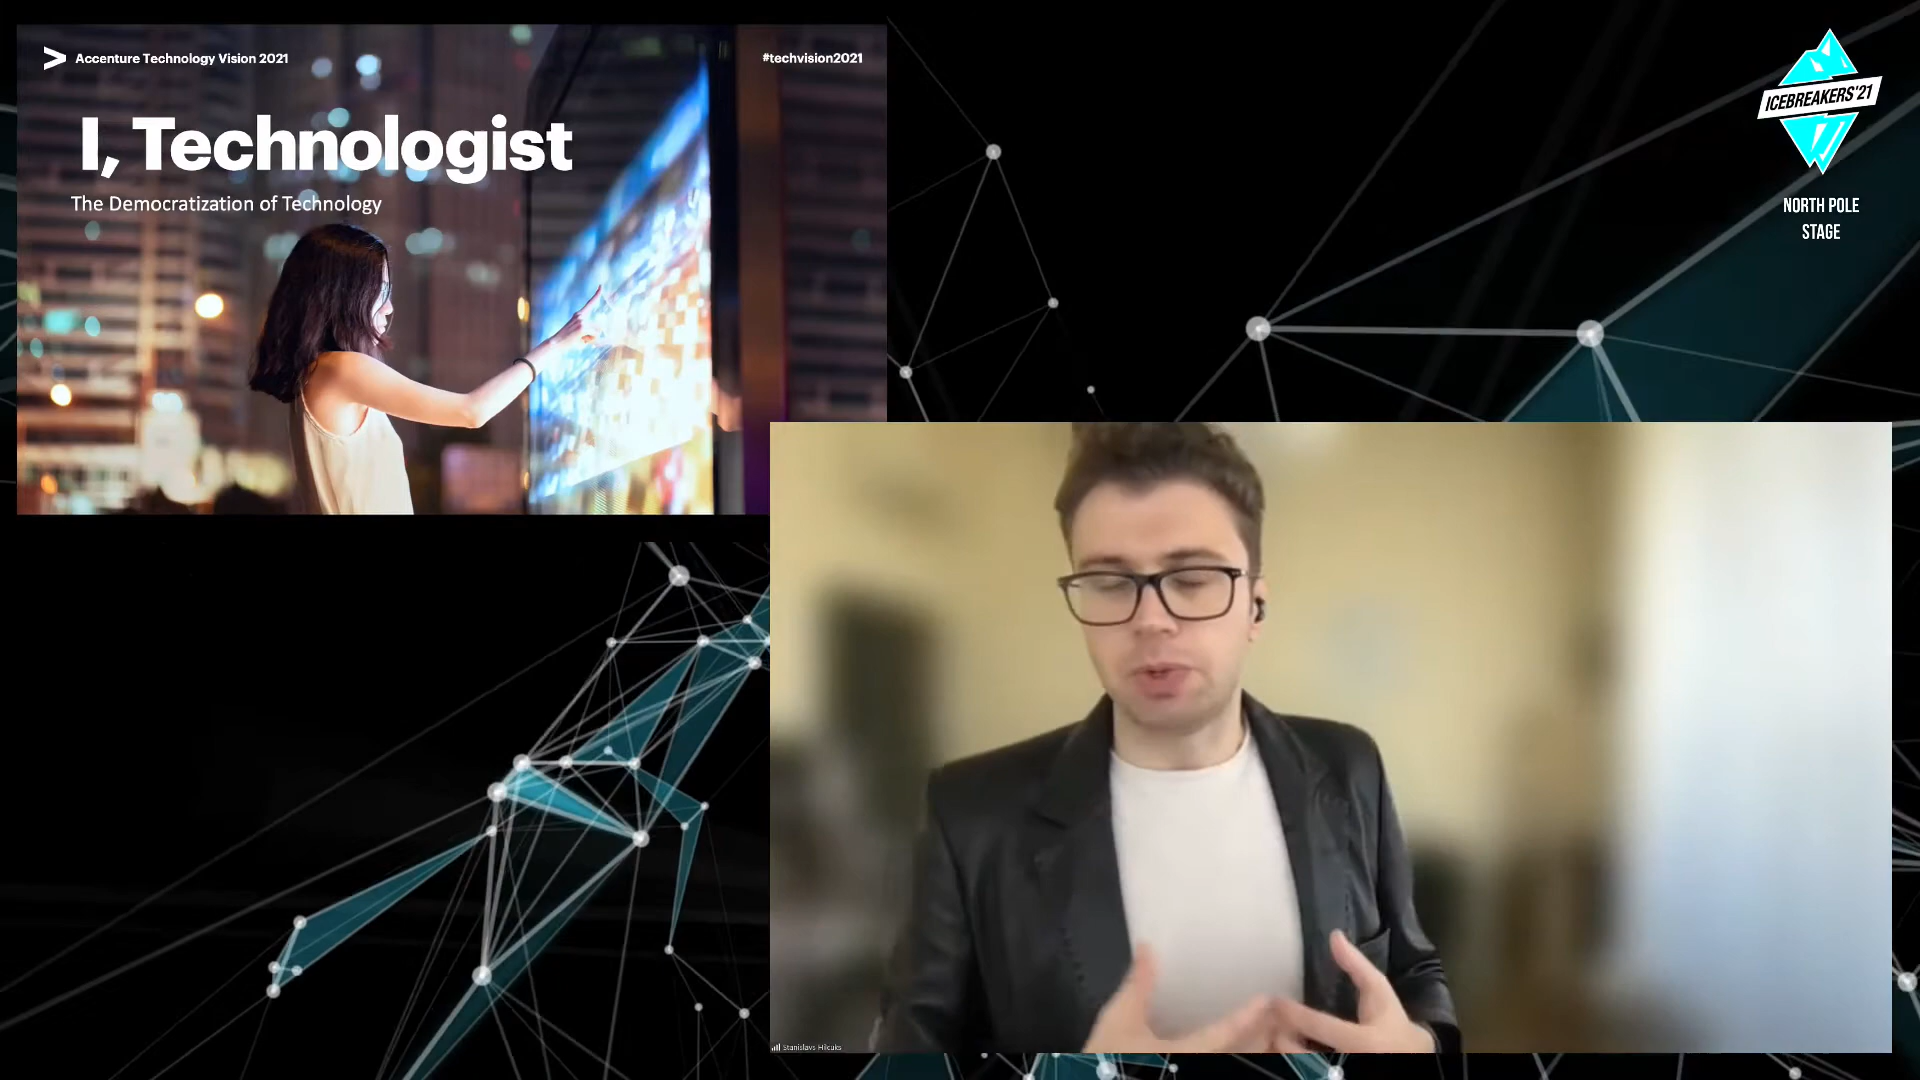 Accenture Technology Vision 2021
#techvision2021
I, Technologist
The Democratization of Technology
ICEBREAKERS'21
NORTH POLE
STAGE
Stanislavs Hilcuks